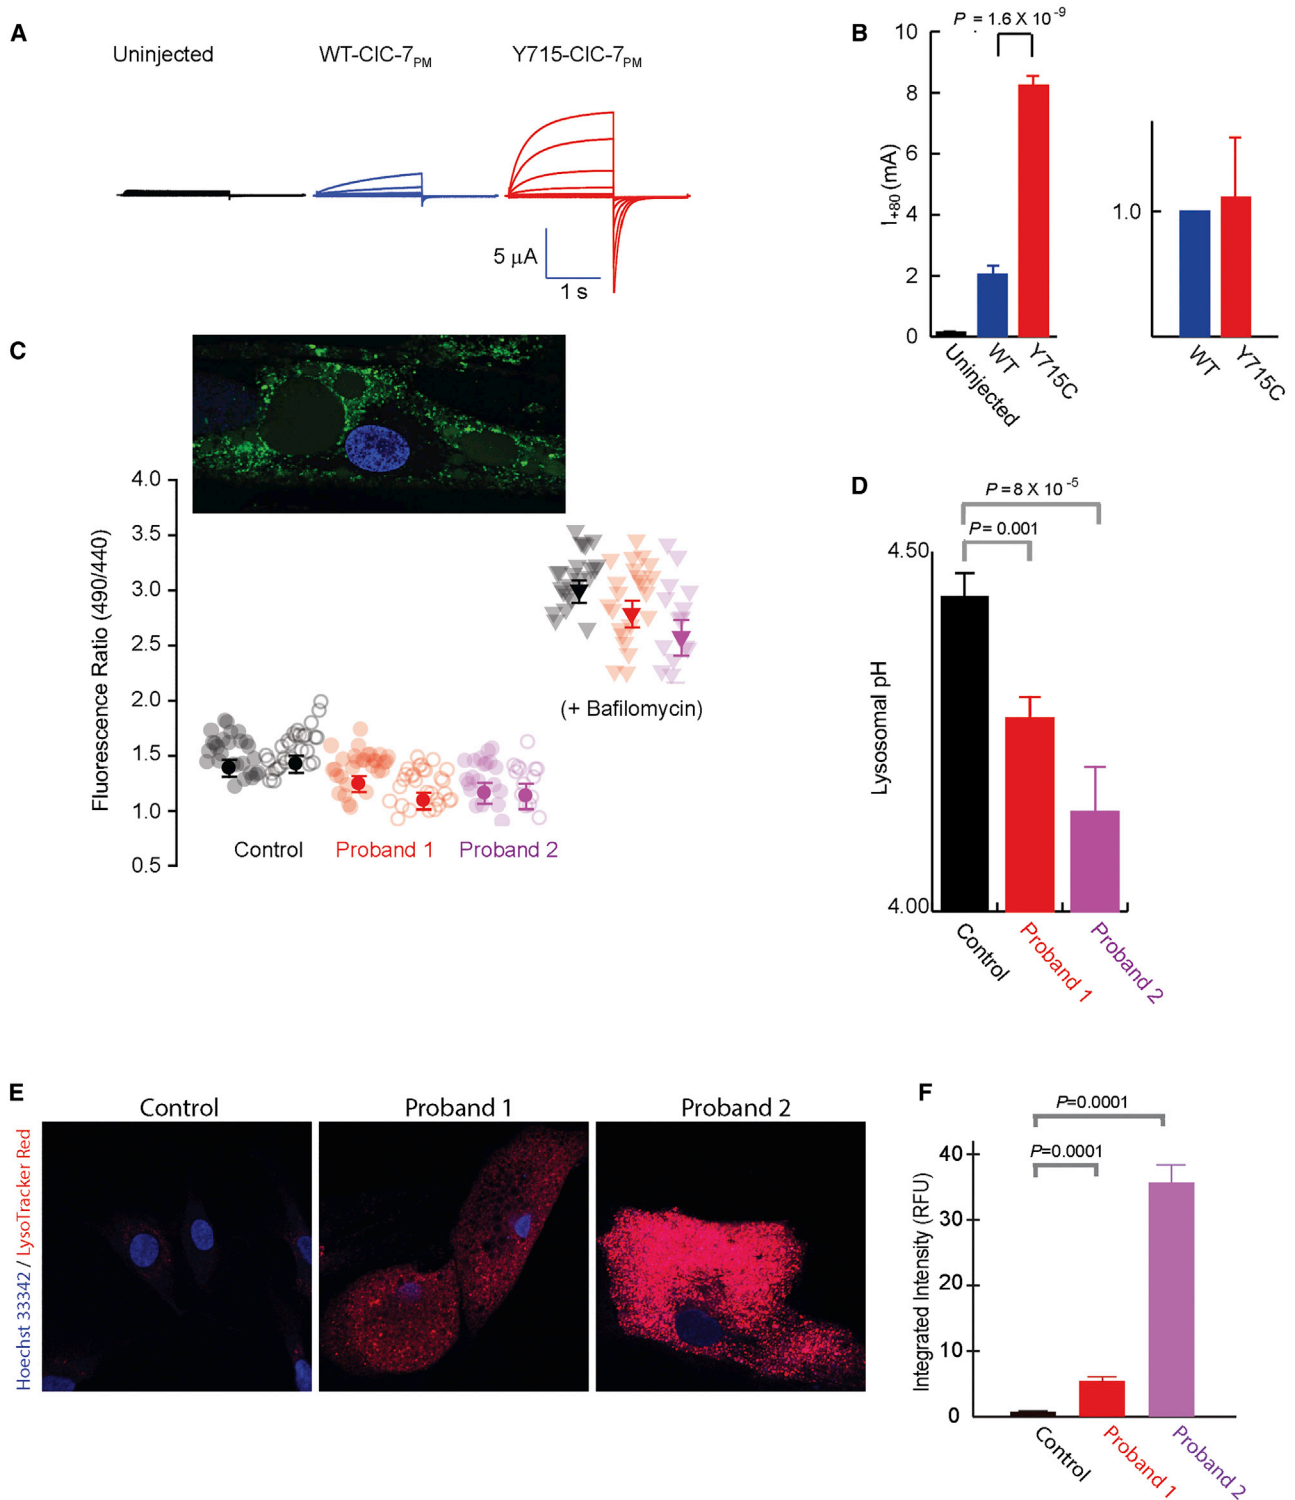 A
Uninjected
WT-CIC-7PM
Y715-CIC-7PM
5 μA
1 s
B
P = 1.6 X 10 -9
I+80 (mA)
10
8
6
4
2
0
Uninjected
WT
Y715C
1.0
WT
Y715C
C
Fluorescence Ratio (490/440)
4.0
3.5
3.0
2.5
2.0
1.5
1.0
0.5
(+ Bafilomycin)
Control
Proband 1
Proband 2
D
P = 8 X 10 -5
P = 0.001
Lysosomal pH
4.50
4.00
Control
Proband 1
Proband 2
E
Control
Proband 1
Proband 2
Hoechst 33342 / LysoTracker Red
F
P=0.0001
P=0.0001
Integrated Intensity (RFU)
40
30
20
10
0
Control
Proband 1
Proband 2